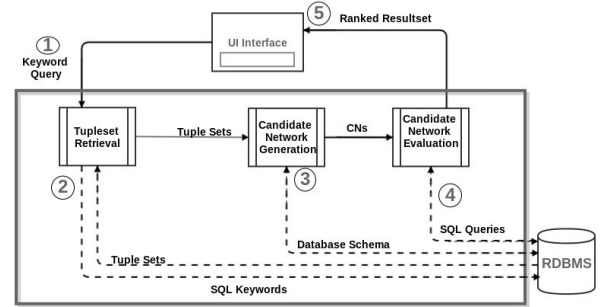 5
Ranked Resultset
1
UI Interface
Keyword
Query
Tupleset
Retrieval
Tuple Sets
Candidate
Network
Generation
CNs
Candidate
Network
Evaluation
2
3
4
SQL Queries
Database Schema
Tuple Sets
RDBMS
SQL Keywords